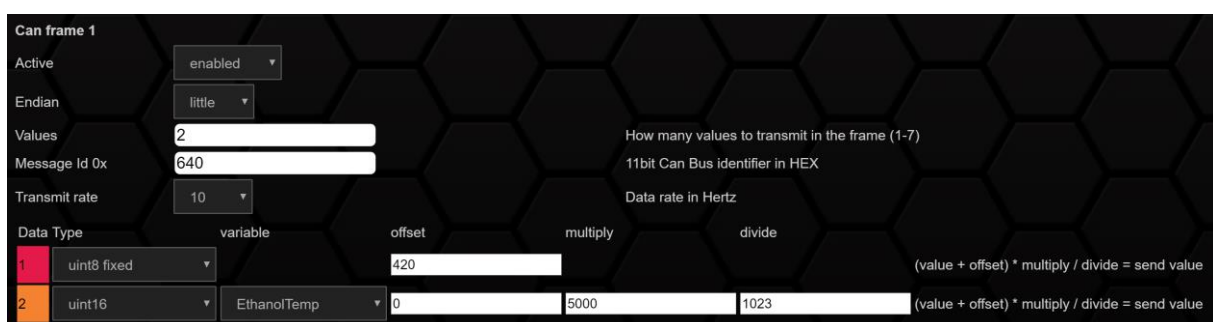 Can frame 1
Active enabled
Endian little
Values 2 How many values to transmit in the frame (1-7)
Message Id 0x 640 11bit Can Bus identifier in HEX
Transmit rate 10 Data rate in Hertz
Data Type variable offset multiply divide
1 uint8 fixed 420 (value + offset) * multiply / divide = send value
2 uint16 EthanolTemp 0 5000 1023 (value + offset) * multiply / divide = send value